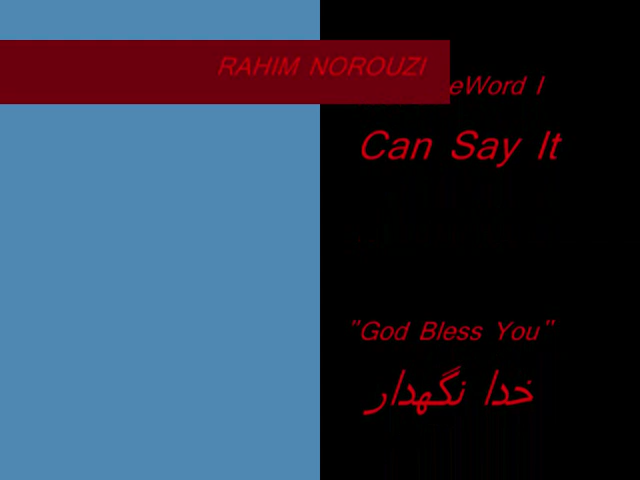 RAHIM NOROUZI
eWord I
Can Say It
"God Bless You"
خدا نگهدار